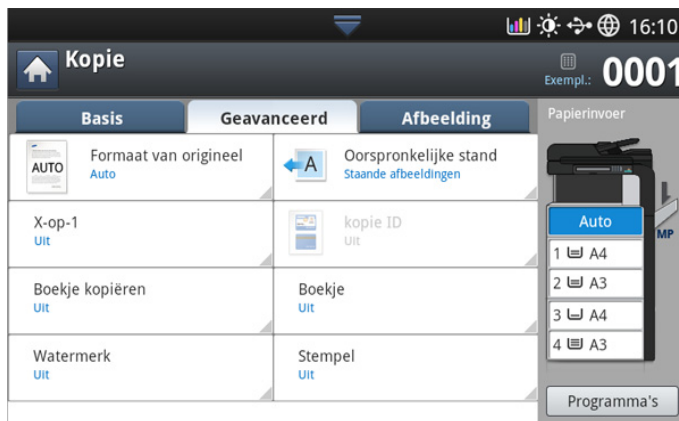 16:10
Kopie
Exempl.: 0001
Basis
Geavanceerd
Afbeelding
Papierinvoer
AUTO
Formaat van origineel
Auto
A
Oorspronkelijke stand
Staande afbeeldingen
X-op-1
Uit
kopie ID
Uit
Boekje kopiëren
Uit
Boekje
Uit
Watermerk
Uit
Stempel
Uit
Auto
MP
1 A4
2 A3
3 A4
4 A3
Programma's